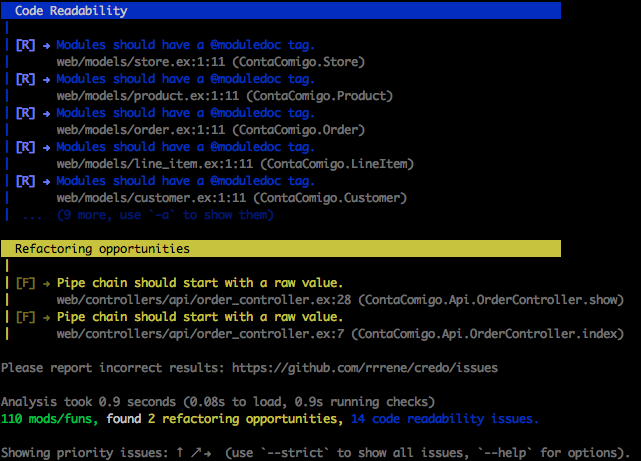 Code Readability
[R] → Modules should have a @moduledoc tag.
web/models/store.ex:1:11 (ContaComigo.Store)
[R] → Modules should have a @moduledoc tag.
web/models/product.ex:1:11 (ContaComigo.Product)
[R] → Modules should have a @moduledoc tag.
web/models/order.ex:1:11 (ContaComigo.Order)
[R] → Modules should have a @moduledoc tag.
web/models/line_item.ex:1:11 (ContaComigo.LineItem)
[R] → Modules should have a @moduledoc tag.
web/models/customer.ex:1:11 (ContaComigo.Customer)
... (9 more, use `-a` to show them)
Refactoring opportunities
[F] → Pipe chain should start with a raw value.
web/controllers/api/order_controller.ex:28 (ContaComigo.Api.OrderController.show)
[F] → Pipe chain should start with a raw value.
web/controllers/api/order_controller.ex:7 (ContaComigo.Api.OrderController.index)
Please report incorrect results: https://github.com/rrrene/credo/issues
Analysis took 0.9 seconds (0.08s to load, 0.9s running checks)
110 mods/funs, found 2 refactoring opportunities, 14 code readability issues.
Showing priority issues: ↑ ↗ → (use `--strict` to show all issues, `--help` for options).